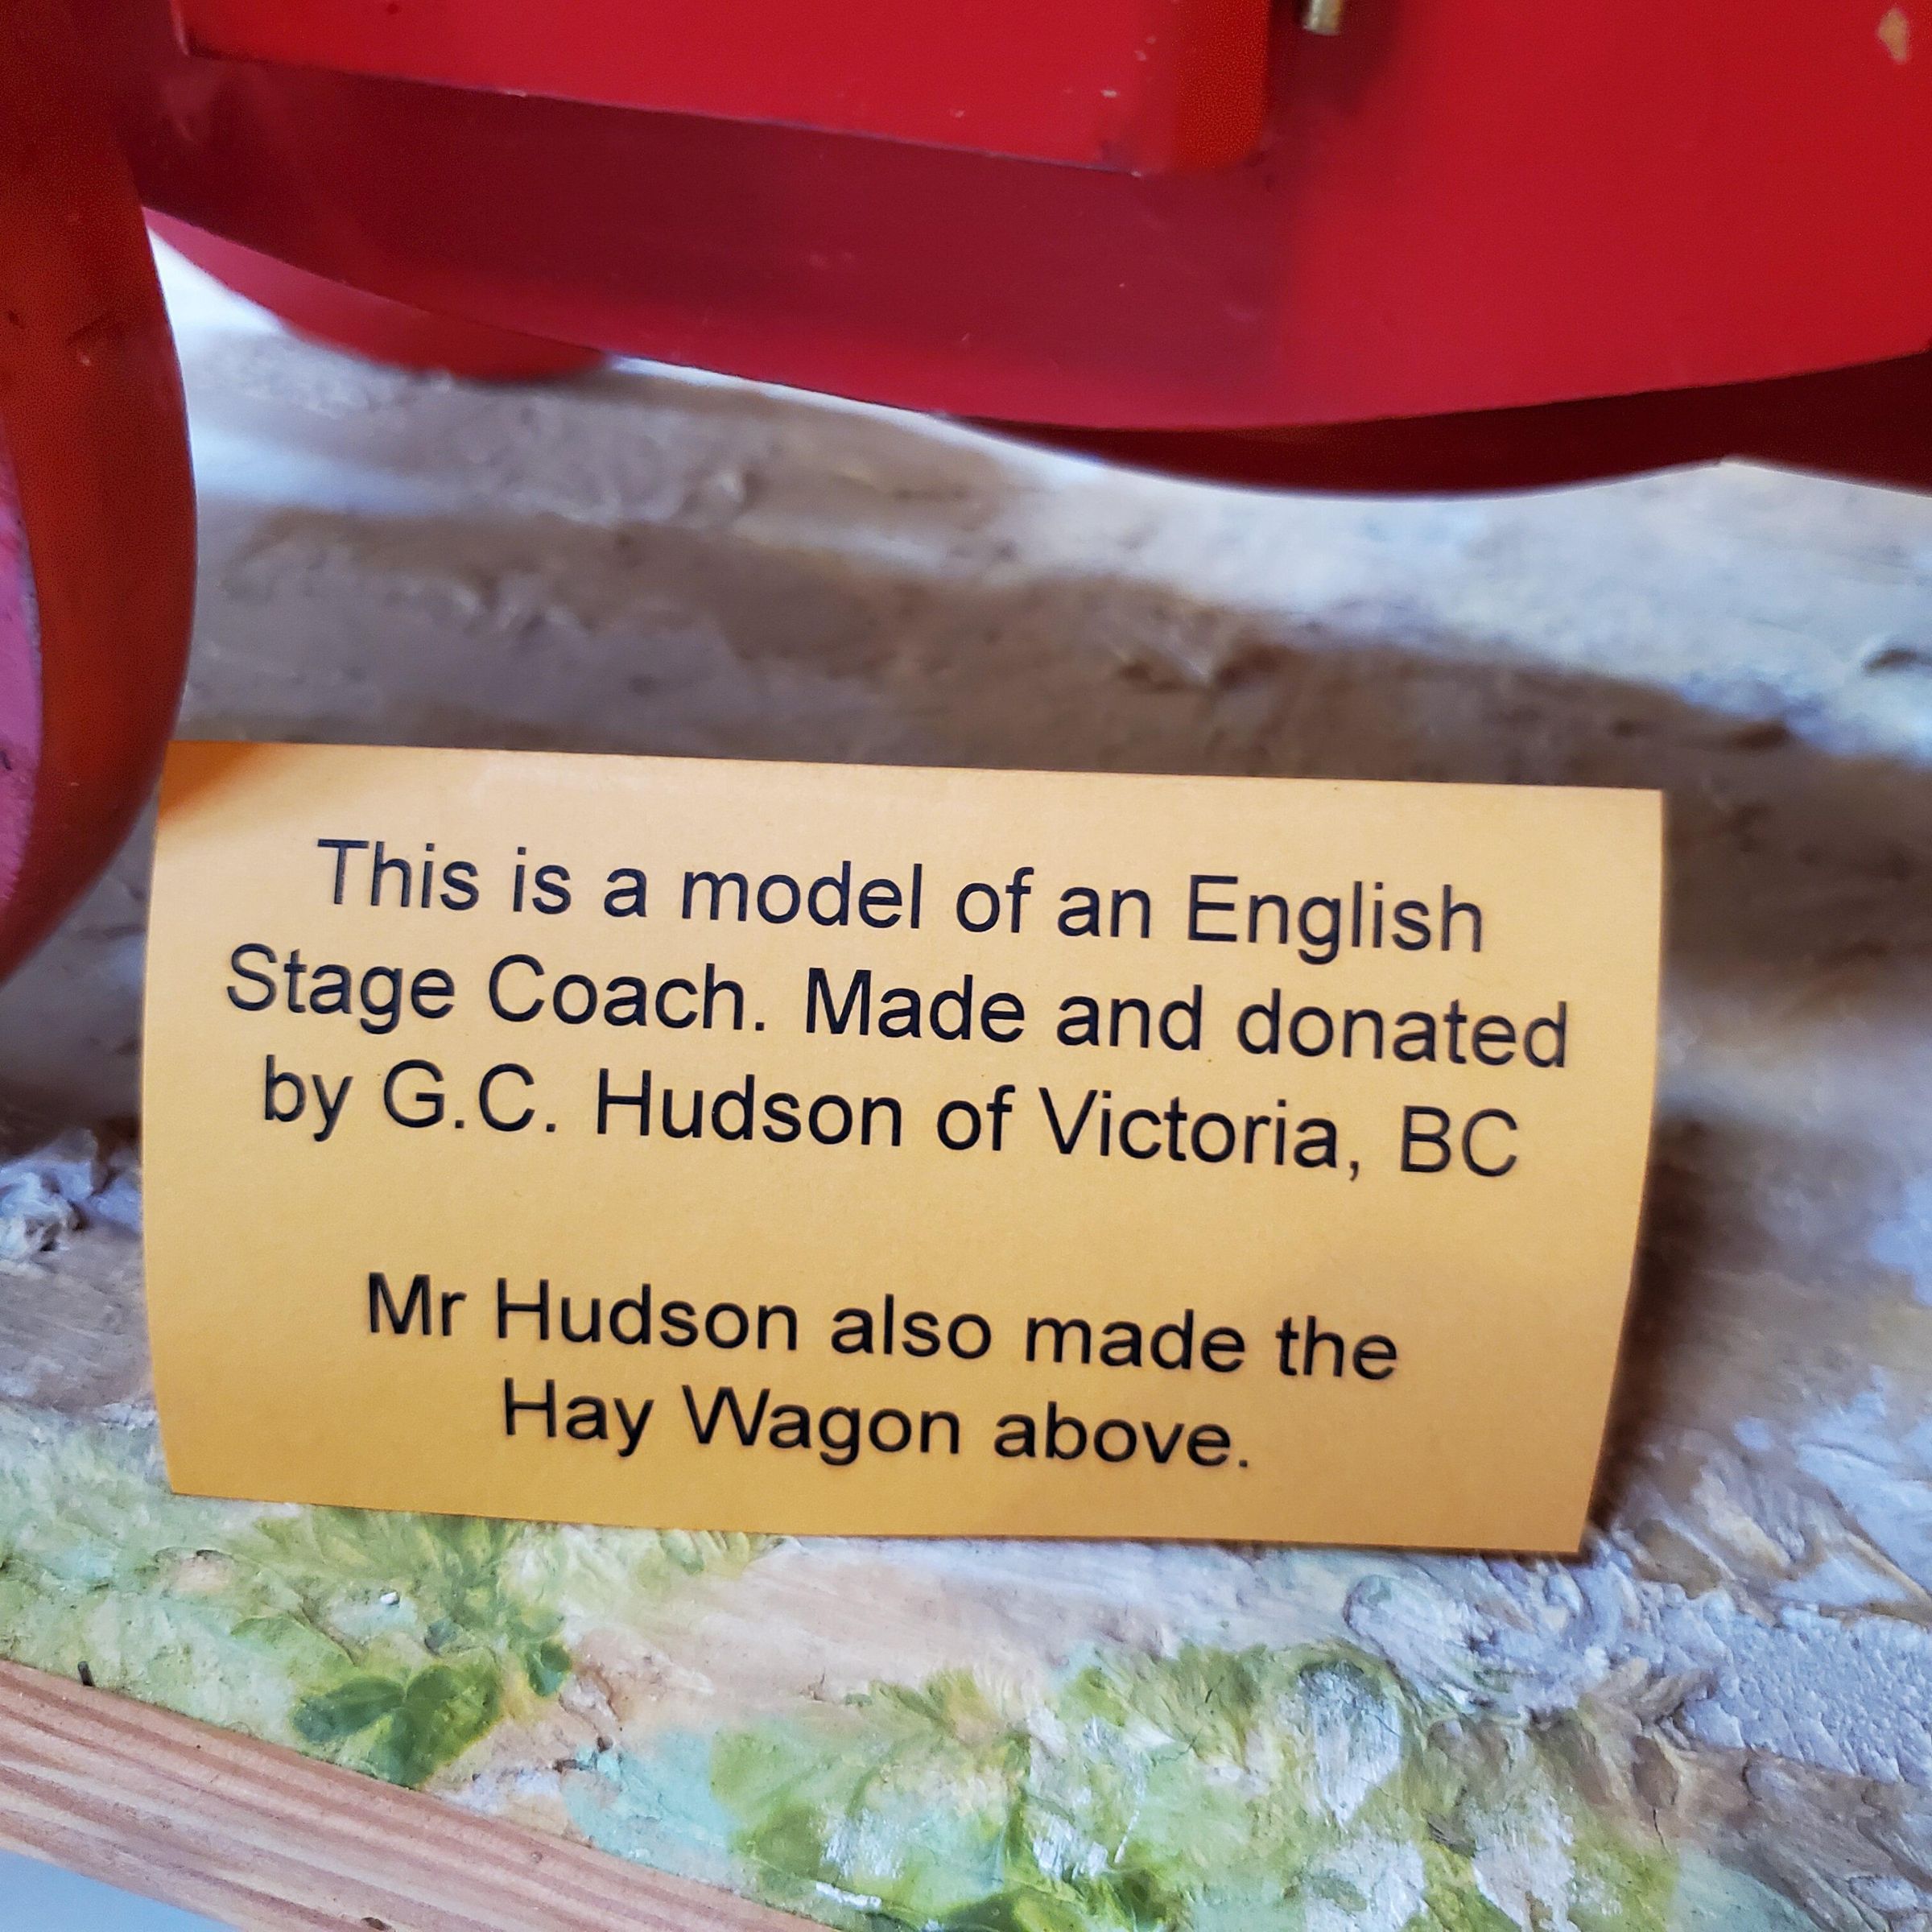 This is a model of an English
Stage Coach. Made and donated
by G.C. Hudson of Victoria, BC
Mr Hudson also made the
Hay Wagon above.